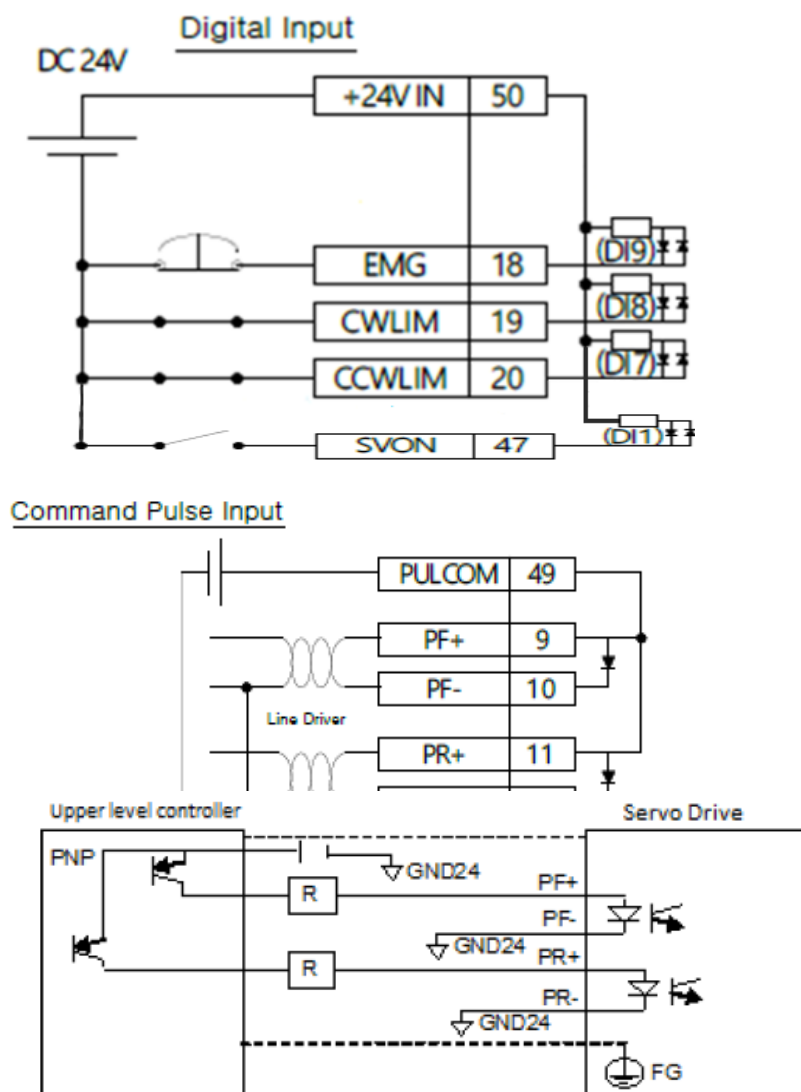 Digital Input
DC 24V
+24V IN 50
(DI9)
EMG 18
(DI8)
CWLIM 19
(DI7)
CCWLIM 20
(DI1)
SVON 47
Command Pulse Input
PULCOM 49
PF+ 9
PF- 10
Line Driver
PR+ 11
Upper level controller Servo Drive
PNP
GND24
R PF+
PF-
GND24
R PR+
PR-
GND24
FG